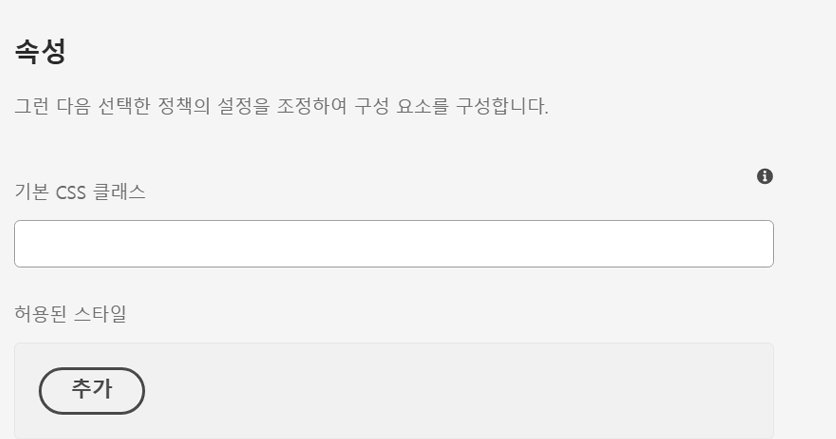 속성
그런 다음 선택한 정책의 설정을 조정하여 구성 요소를 구성합니다.
기본 CSS 클래스
허용된 스타일
추가